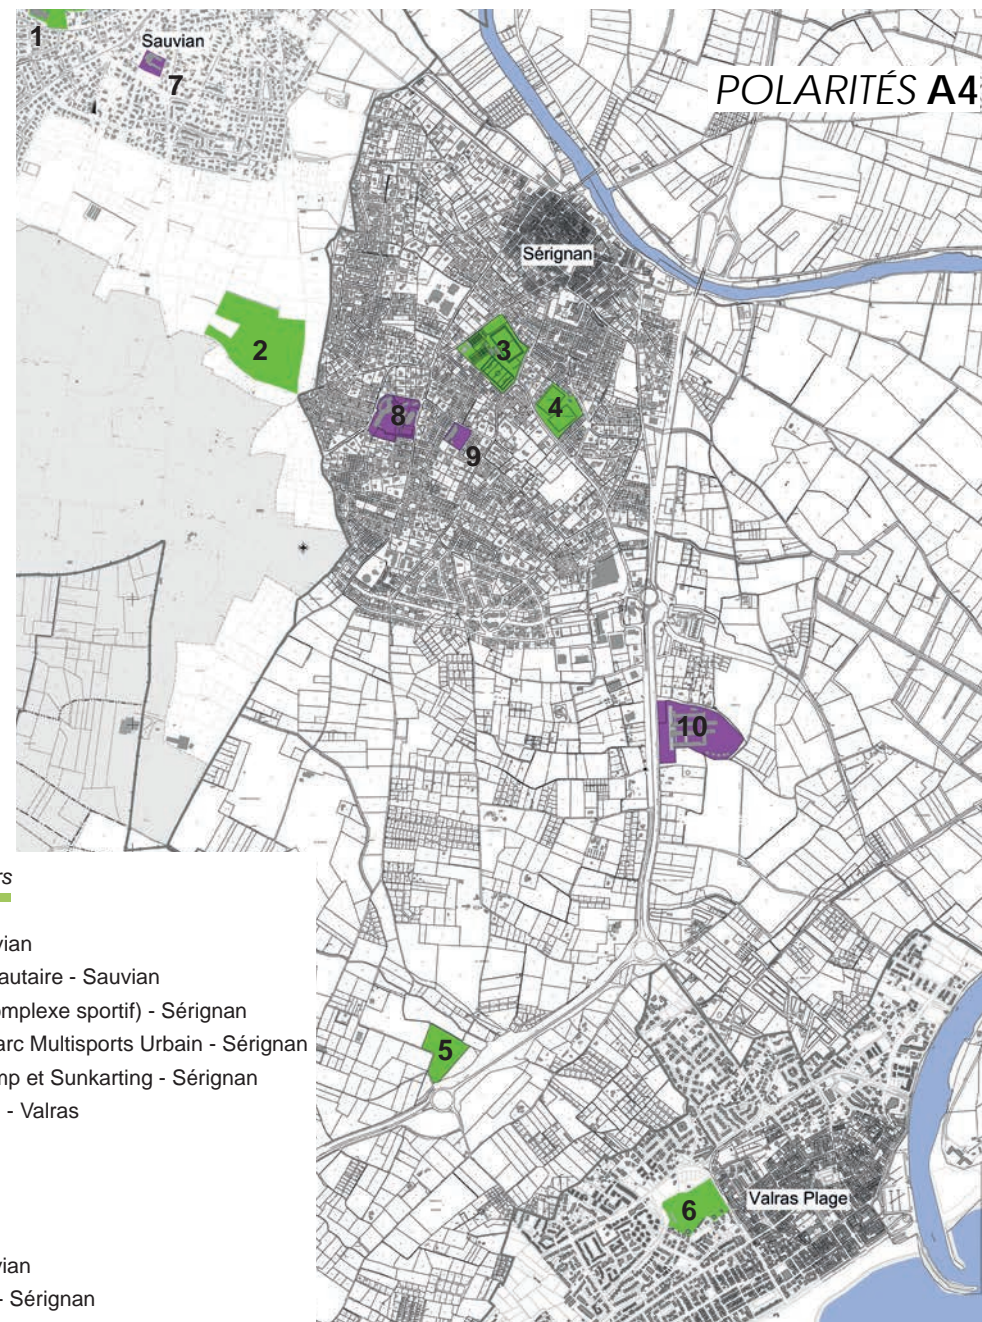 1
Sauvian
7
POLARITÉS A4
Sérignan
2
3
4
8
9
10
5
6
Valras Plage
rs
vian
autaire - Sauvian
omplexe sportif) - Sérignan
arc Multisports Urbain - Sérignan
mp et Sunkarting - Sérignan
- Valras
vian
- Sérignan